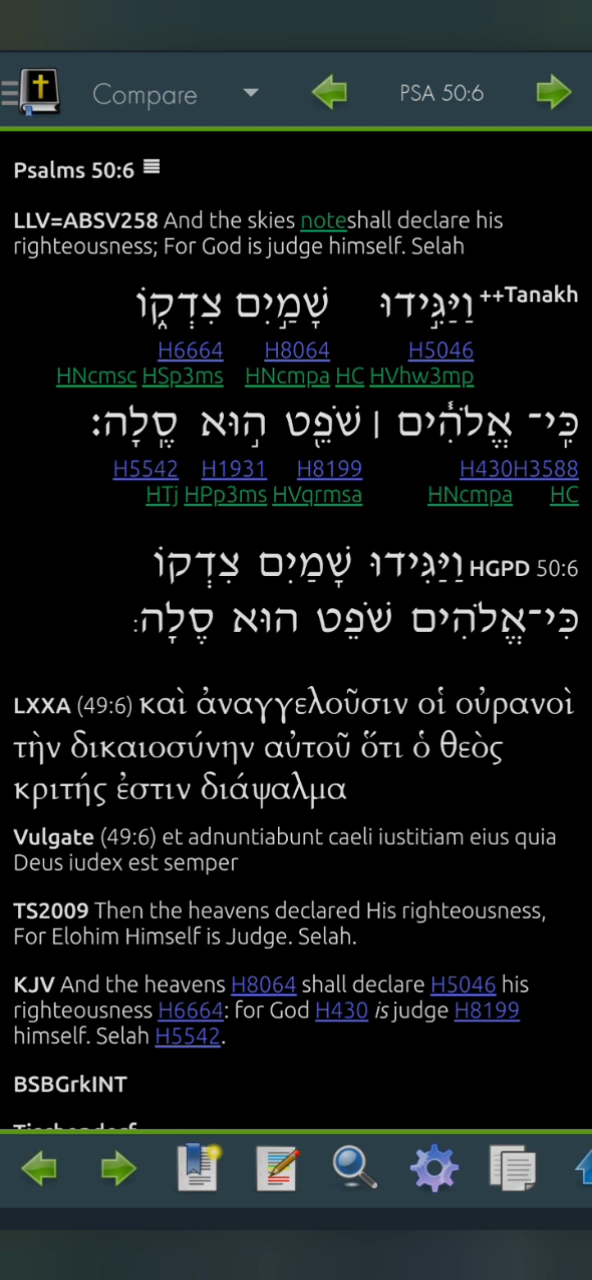 Compare
PSA 50:6
Psalms 50:6
LLV=ABSV258 And the skies noteshall declare his
righteousness; For God is judge himself. Selah
++Tanakh וַיַּגִּ֣ידוּ שָׁמַ֣יִם צִדְק֑וֹ
H5046 H8064 H6664
HVhw3mp HC HNcmpa HSp3ms HNcmsc
כִּֽי־ אֱלֹהִ֓ים ׀ שֹׁפֵ֖ט ה֣וּא סֶֽלָה׃
H3588 H430 H8199 H1931 H5542
HC HNcmpa HVqrmsa HPp3ms HTj
HGPD 50:6 וַיַּגִּידוּ שָׁמַיִם צִדְקוֹ
כִּי־אֱלֹהִים שֹׁפֵט הוּא סֶלָה׃
LXXA (49:6) καὶ ἀναγγελοῦσιν οἱ οὐρανοὶ
τὴν δικαιοσύνην αὐτοῦ ὅτι ὁ θεὸς
κριτής ἐστιν διάψαλμα
Vulgate (49:6) et adnuntiabunt caeli iustitiam eius quia
Deus iudex est semper
TS2009 Then the heavens declared His righteousness,
For Elohim Himself is Judge. Selah.
KJV And the heavens H8064 shall declare H5046 his
righteousness H6664: for God H430 is judge H8199
himself. Selah H5542.
BSBGrkINT